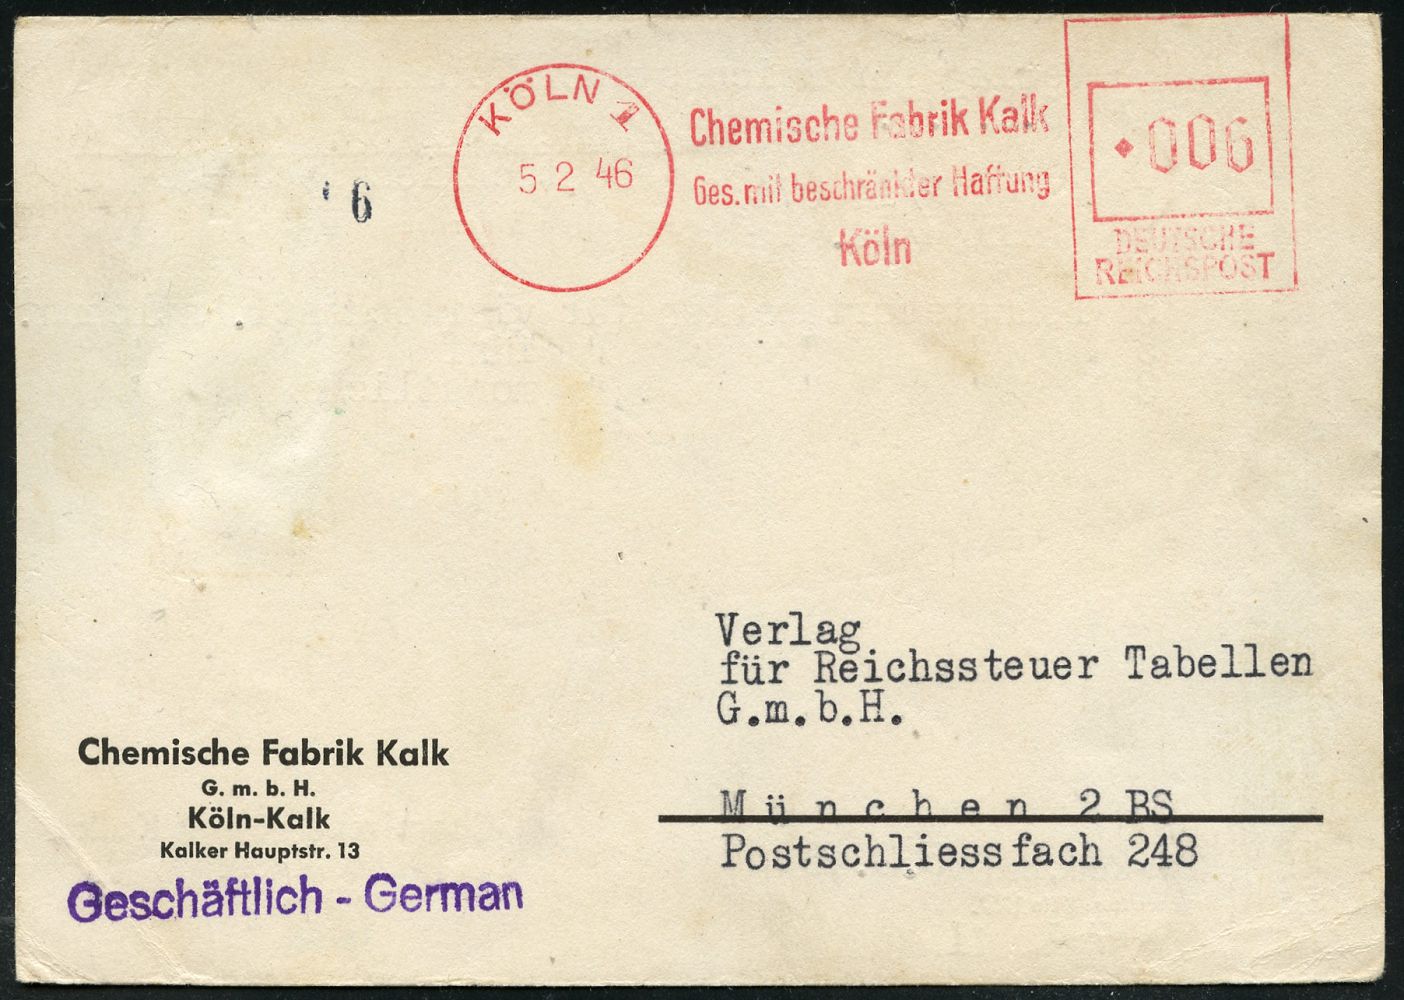 KÖLN 1
5.2.46
Chemische Fabrik Kalk
Ges. mit beschränkter Haftung
Köln
006
DEUTSCHE
REICHSPOST
6
Verlag
für Reichssteuer Tabellen
G.m.b.H.
München 2 BS
Postschliessfach 248
Chemische Fabrik Kalk
G. m. b. H.
Köln-Kalk
Kalker Hauptstr. 13
Geschäftlich - German